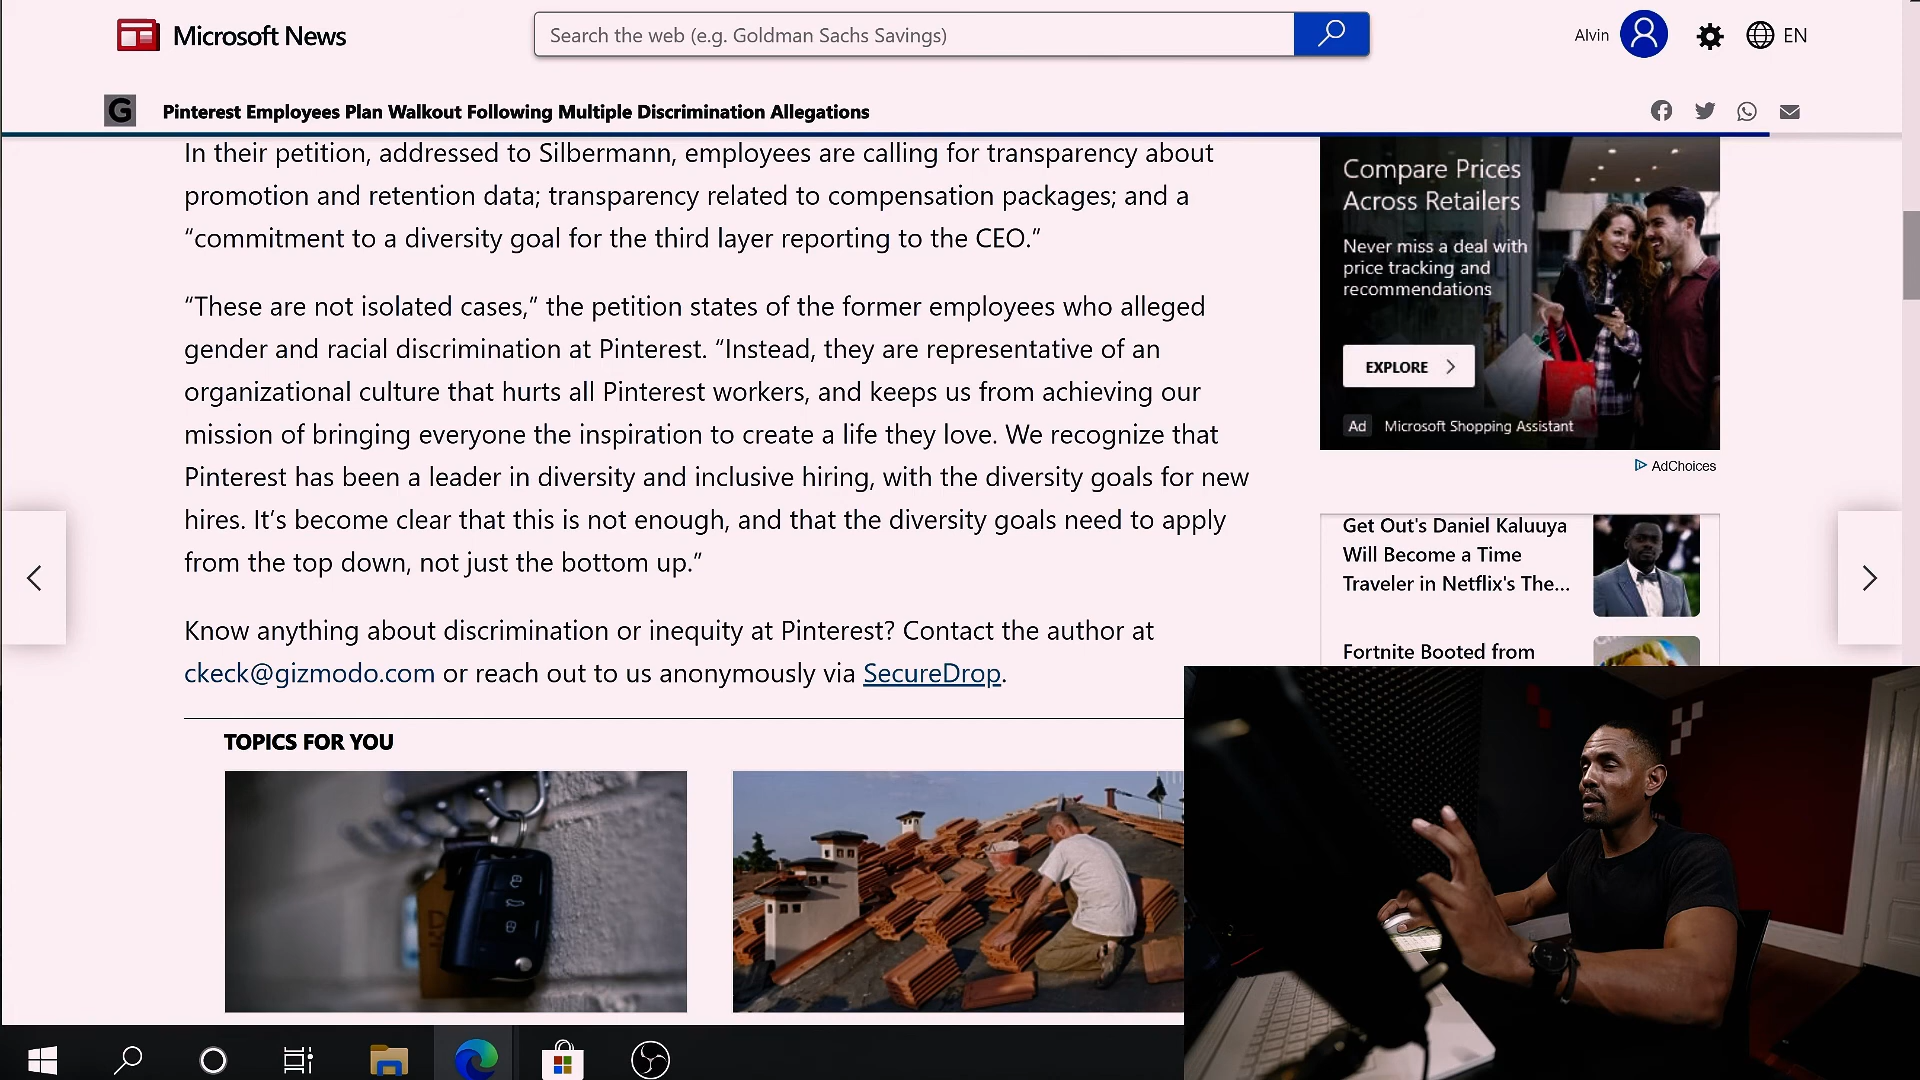 Microsoft News
Search the web (e.g. Goldman Sachs Savings)
Alvin
EN
G
Pinterest Employees Plan Walkout Following Multiple Discrimination Allegations
In their petition, addressed to Silbermann, employees are calling for transparency about
promotion and retention data; transparency related to compensation packages; and a
“commitment to a diversity goal for the third layer reporting to the CEO.”
“These are not isolated cases,” the petition states of the former employees who alleged
gender and racial discrimination at Pinterest. “Instead, they are representative of an
organizational culture that hurts all Pinterest workers, and keeps us from achieving our
mission of bringing everyone the inspiration to create a life they love. We recognize that
Pinterest has been a leader in diversity and inclusive hiring, with the diversity goals for new
hires. It’s become clear that this is not enough, and that the diversity goals need to apply
from the top down, not just the bottom up.”
Know anything about discrimination or inequity at Pinterest? Contact the author at
ckeck@gizmodo.com or reach out to us anonymously via SecureDrop.
TOPICS FOR YOU
Compare Prices
Across Retailers
Never miss a deal with
price tracking and
recommendations
EXPLORE
Ad Microsoft Shopping Assistant
AdChoices
Get Out's Daniel Kaluuya
Will Become a Time
Traveler in Netflix's The...
Fortnite Booted from